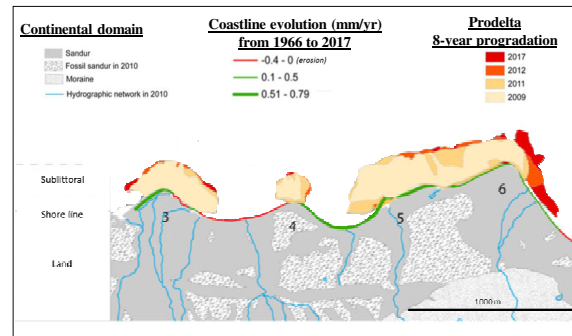 Continental domain
Sandur
Fossil sandur in 2010
Moraine
Hydrographic network in 2010
Coastline evolution (mm/yr)
from 1966 to 2017
-0.4 - 0 (erosion)
0.1 - 0.5
0.51 - 0.79
Prodelta
8-year progradation
2017
2012
2011
2009
Sublittoral
Shore line
Land
3
4
5
6
1000 m